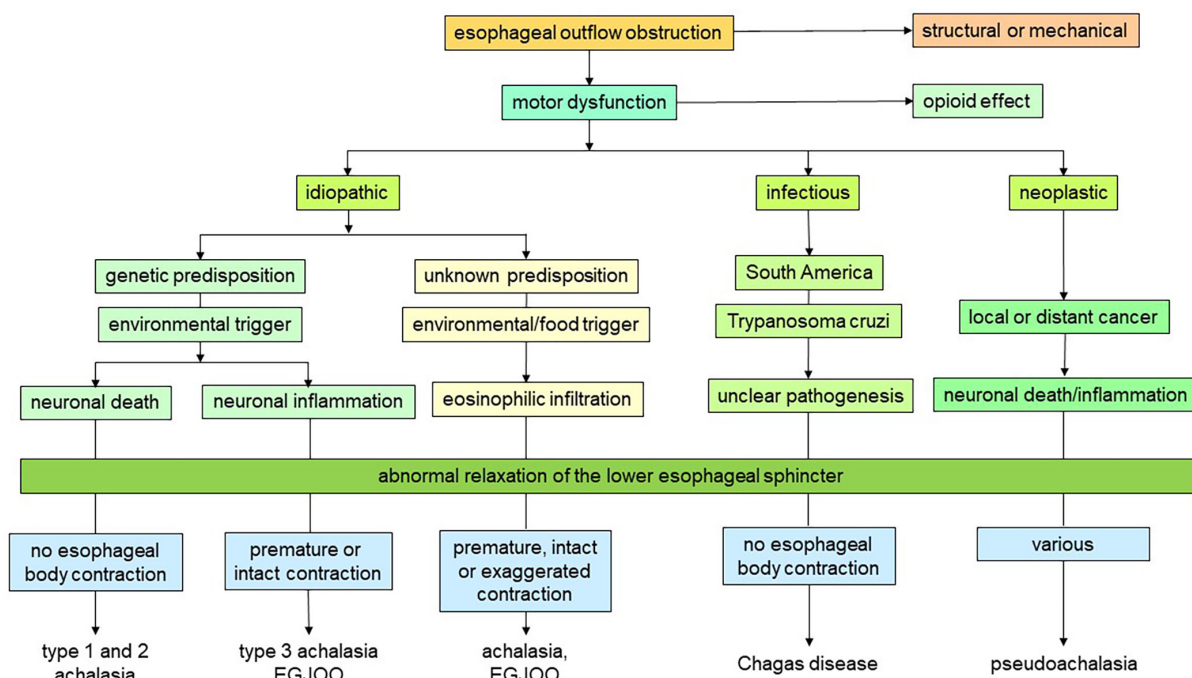 esophageal outflow obstruction
structural or mechanical
motor dysfunction
opioid effect
idiopathic
infectious
neoplastic
genetic predisposition
unknown predisposition
South America
environmental trigger
environmental/food trigger
Trypanosoma cruzi
local or distant cancer
neuronal death
neuronal inflammation
eosinophilic infiltration
unclear pathogenesis
neuronal death/inflammation
abnormal relaxation of the lower esophageal sphincter
no esophageal
body contraction
premature or
intact contraction
premature, intact
or exaggerated
contraction
no esophageal
body contraction
various
type 1 and 2
achalasia
type 3 achalasia
EGJOO
achalasia,
EGJOO
Chagas disease
pseudoachalasia